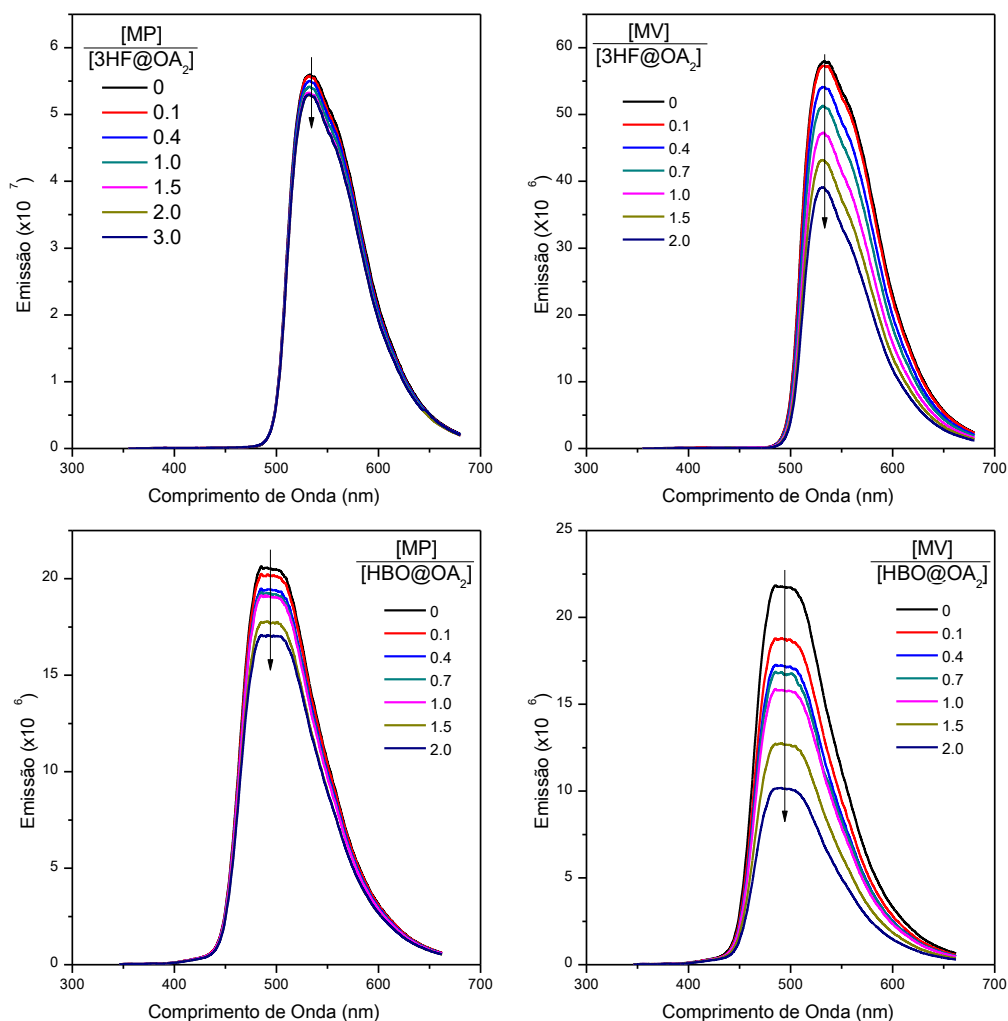 [MP]
[3HF@OA2]
0
0.1
0.4
1.0
1.5
2.0
3.0
Emissão (x10 7)
6
5
4
3
2
1
0
300 400 500 600 700
Comprimento de Onda (nm)
[MV]
[3HF@OA2]
0
0.1
0.4
0.7
1.0
1.5
2.0
Emissão (X10 6)
60
50
40
30
20
10
0
300 400 500 600 700
Comprimento de Onda (nm)
[MP]
[HBO@OA2]
0
0.1
0.4
0.7
1.0
1.5
2.0
Emissão (x10 6)
20
15
10
5
0
300 400 500 600 700
Comprimento de Onda (nm)
[MV]
[HBO@OA2]
0
0.1
0.4
0.7
1.0
1.5
2.0
Emissão (X10 6)
25
20
15
10
5
0
300 400 500 600 700
Comprimento de Onda (nm)